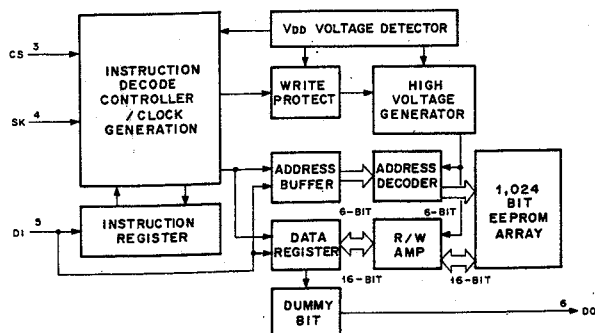 VDD VOLTAGE DETECTOR
CS 3
SK 4
INSTRUCTION
DECODE
CONTROLLER
/CLOCK
GENERATION
WRITE
PROTECT
HIGH
VOLTAGE
GENERATOR
ADDRESS
BUFFER
ADDRESS
DECODER
1,024
BIT
EEPROM
ARRAY
6-BIT
6-BIT
DI 5
INSTRUCTION
REGISTER
DATA
REGISTER
R/W
AMP
16-BIT
16-BIT
DUMMY
BIT
6 DO